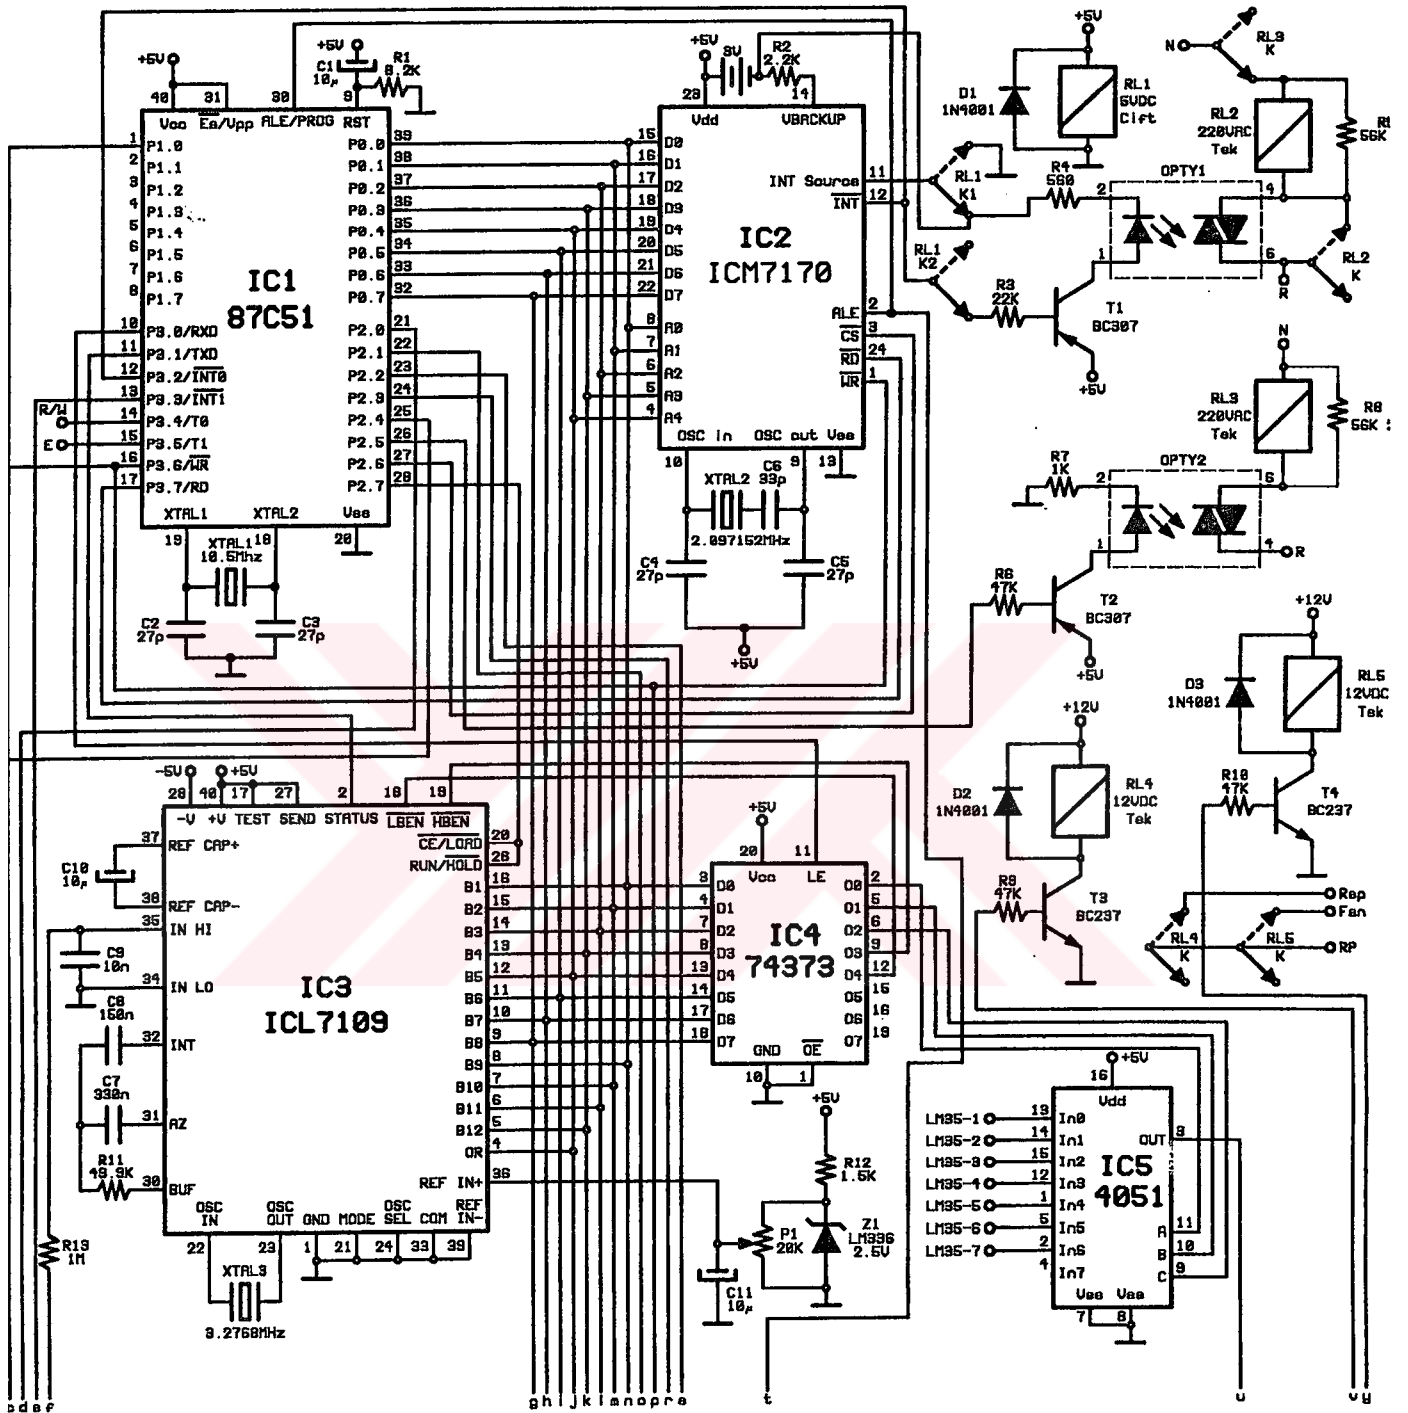 +5V
+5V
C1
10µ
R1
8.2K
40
31
30
9
Vcc
Ea/Vpp
ALE/PROG
RST
IC1
87C51
1
P1.0
2
P1.1
3
P1.2
4
P1.3
5
P1.4
6
P1.5
7
P1.6
8
P1.7
10
P3.0/RXD
11
P3.1/TXD
12
P3.2/INT0
13
P3.3/INT1
R/W
14
P3.4/T0
E
15
P3.5/T1
16
P3.6/WR
17
P3.7/RD
P0.0
39
P0.1
38
P0.2
37
P0.3
36
P0.4
35
P0.5
34
P0.6
33
P0.7
32
P2.0
21
P2.1
22
P2.2
23
P2.3
24
P2.4
25
P2.5
26
P2.6
27
P2.7
28
XTAL1
XTAL2
Vss
19
18
20
XTAL1
10.5Mhz
C2
27p
C3
27p
+5V
3V
R2
2.2K
23
14
Vdd
VBACKUP
IC2
ICM7170
15
D0
16
D1
17
D2
18
D3
19
D4
20
D5
21
D6
22
D7
8
A0
7
A1
6
A2
5
A3
4
A4
INT Source
11
INT
12
ALE
2
CS
3
RD
24
WR
1
OSC in
OSC out
Vss
10
9
13
XTAL2
C6
33p
2.097152MHz
C4
27p
C5
27p
+5V
+5V
D1
1N4001
RL1
5VDC
Cift
RL1
K1
RL1
K2
R4
560
R3
22K
OPTY1
2
1
4
6
T1
BC307
+5V
N
RL3
K
RL2
220VAC
Tek
56K
RL2
K
R
N
RL3
220VAC
Tek
R8
56K
R7
1K
OPTY2
2
1
6
4
R
R6
47K
T2
BC307
+5V
+12V
D3
1N4001
RL5
12VDC
Tek
R10
47K
T4
BC237
+12V
D2
1N4001
RL4
12VDC
Tek
R9
47K
T3
BC237
RL4
K
RL5
K
Rep
Fan
RP
-5V
+5V
28
40
17
27
2
18
19
-V
+V
TEST
SEND
STATUS
LBEN
HBEN
IC3
ICL7109
37
REF CAP+
C10
10µ
38
REF CAP-
35
IN HI
C9
10n
34
IN LO
C8
150n
32
INT
C7
330n
31
AZ
R11
49.9K
30
BUF
R13
1M
CE/LOAD
20
RUN/HOLD
26
B1
16
B2
15
B3
14
B4
13
B5
12
B6
11
B7
10
B8
9
B9
8
B10
7
B11
6
B12
5
OR
4
REF IN+
36
OSC
IN
OSC
OUT
GND
MODE
OSC
SEL
COM
REF
IN-
22
23
1
21
24
33
39
XTAL3
3.2768MHz
+5V
20
11
Vcc
LE
IC4
74373
3
D0
4
D1
7
D2
8
D3
13
D4
14
D5
17
D6
18
D7
O0
2
O1
5
O2
6
O3
9
O4
12
O5
15
O6
16
O7
19
GND
OE
10
1
+5V
R12
1.5K
P1
20K
Z1
LM336
2.5V
C11
10µ
+5V
16
Vdd
IC5
4051
LM35-1
13
In0
LM35-2
14
In1
LM35-3
15
In2
LM35-4
12
In3
LM35-5
1
In4
LM35-6
5
In5
LM35-7
2
In6
4
In7
OUT
3
A
11
B
10
C
9
Vee
Vss
7
8
d e f
g h i j k l m n o p r s
t
u
v y